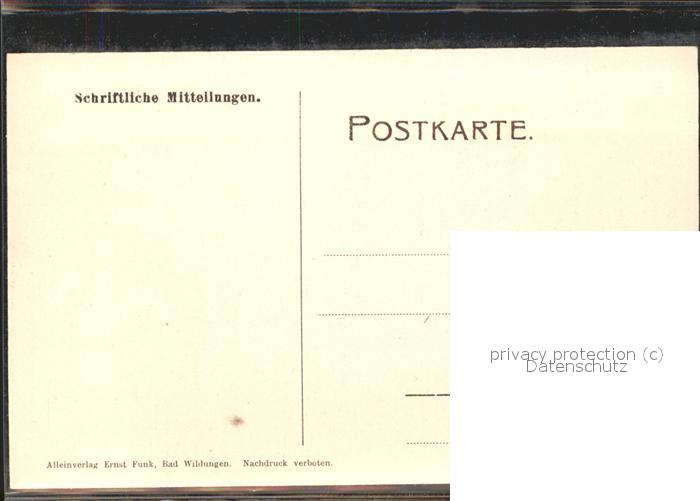 Schriftliche Mitteilungen.
POSTKARTE.
privacy protection (c)
Datenschutz
Alleinverlag Ernst Funk, Bad Wildungen. Nachdruck verboten.